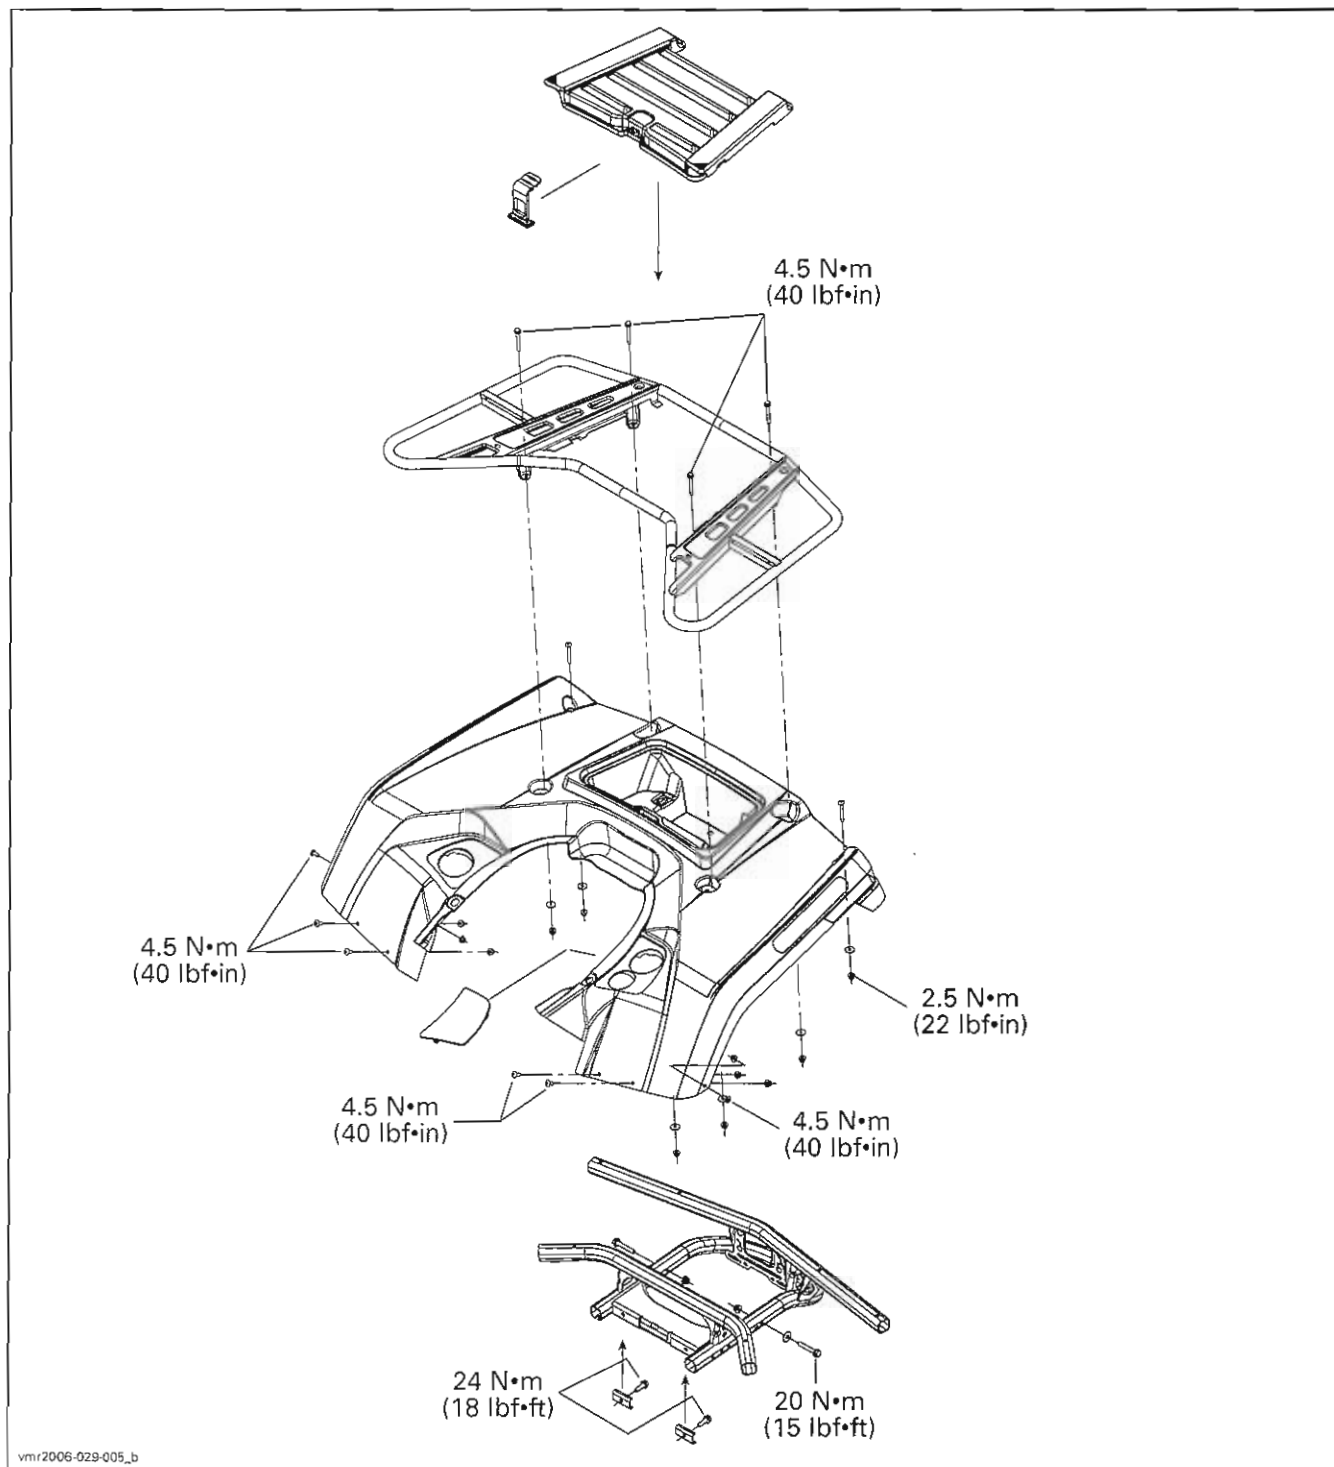 4.5 N•m
(40 lbf•in)
4.5 N•m
(40 lbf•in)
2.5 N•m
(22 lbf•in)
4.5 N•m
(40 lbf•in)
4.5 N•m
(40 lbf•in)
24 N•m
(18 lbf•ft)
20 N•m
(15 lbf•ft)
vmr2006-029-005_b